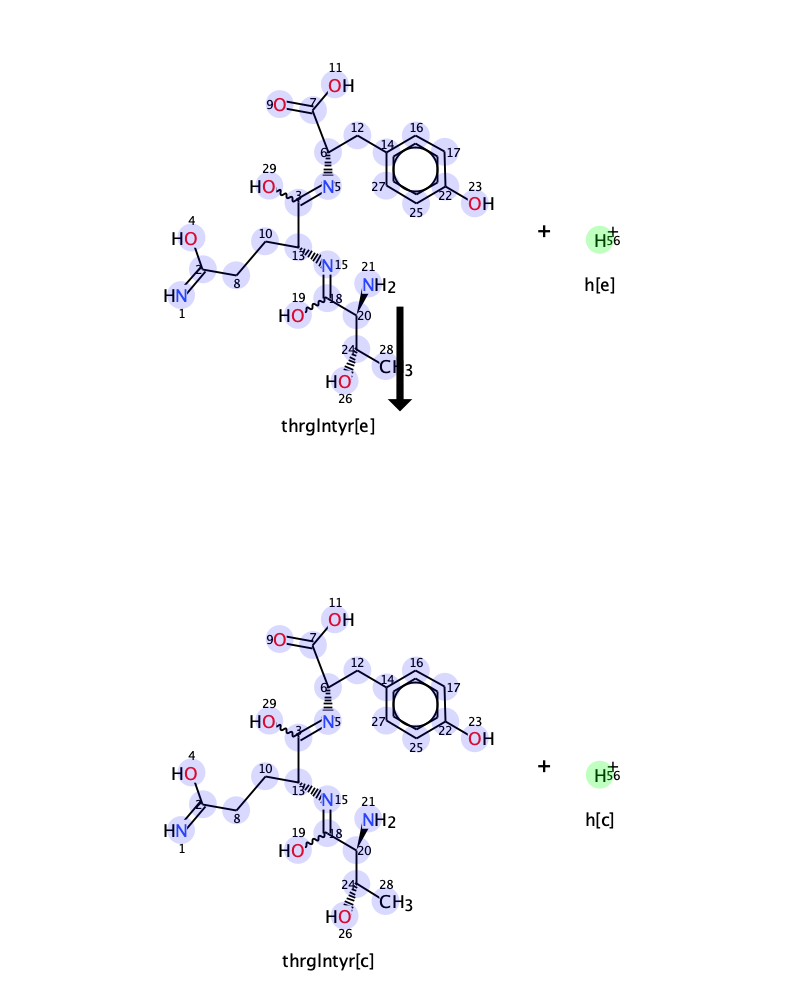 11
OH
9O 7
12 16
14 17
6
29
HO N5 27 22 23
3 25 OH
4
HO 10 13
+ H56 +
2 N15 21
8 NH2
HN 19 18
1 HO 20
h[e]
24 28
CH3
HO
26
thrglntyr[e]
11
OH
9O 7
12 16
14 17
6
29
HO N5 27 22 23
3 25 OH
4
HO 10 13
+ H56 +
2 N15 21
8 NH2
HN 19 18
1 HO 20
h[c]
24 28
CH3
HO
26
thrglntyr[c]